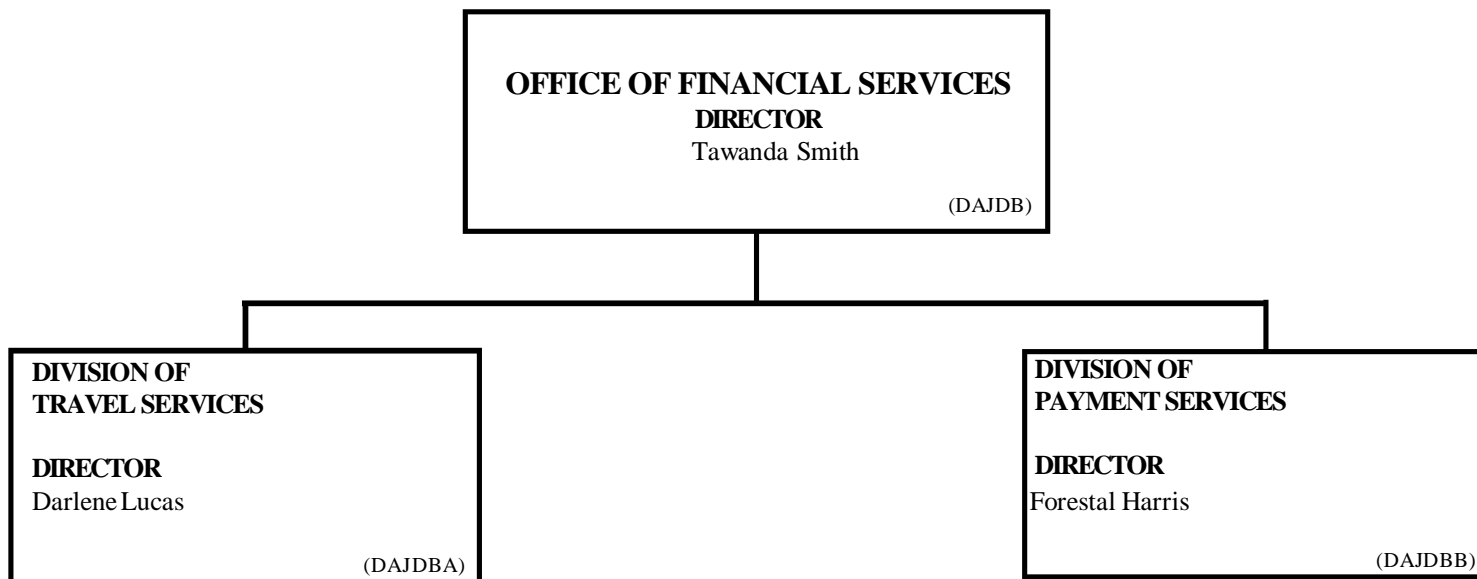 OFFICE OF FINANCIAL SERVICES
DIRECTOR
Tawanda Smith
(DAJDB)
DIVISION OF
TRAVEL SERVICES
DIRECTOR
Darlene Lucas
(DAJDBA)
DIVISION OF
PAYMENT SERVICES
DIRECTOR
Forestal Harris
(DAJDBB)